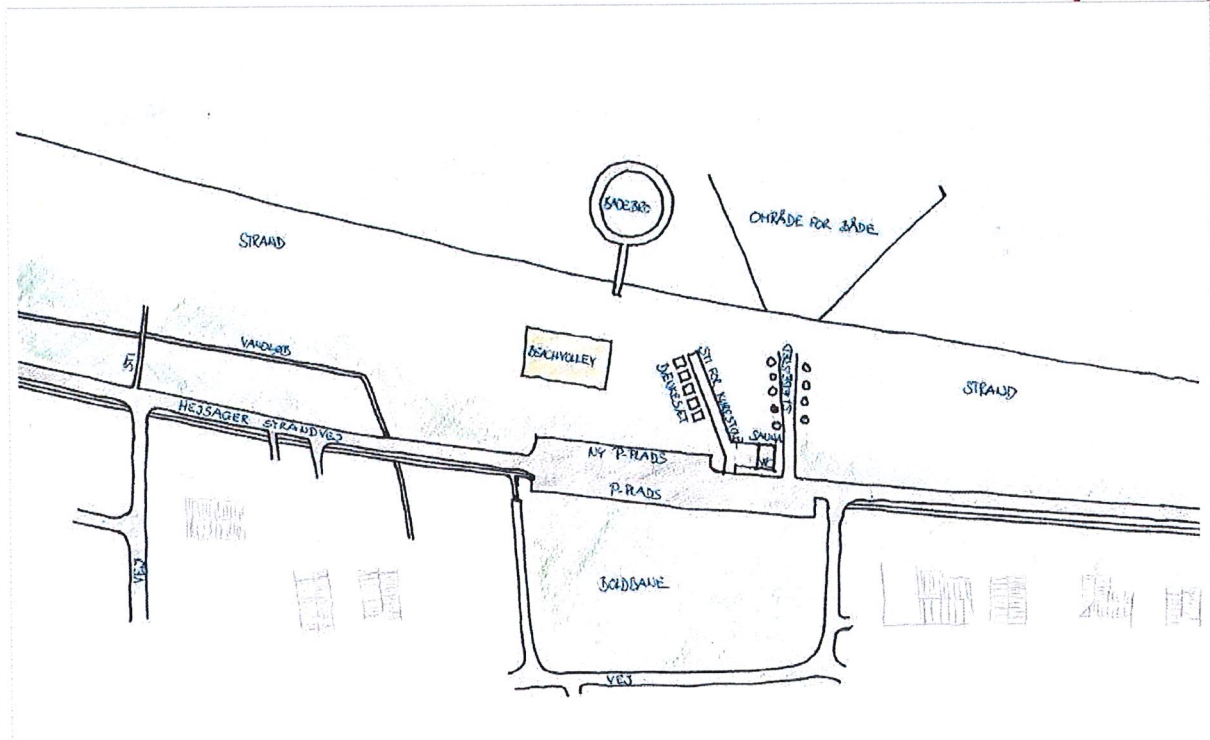 BADEBRO
OMRÅDE FOR BÅDE
STRAND
VANDLØB
BEACHVOLLEY
STI
STI FOR KØRESTOLE
BÆNKESÆT
STRAND
HEJSAGER STRANDVEJ
SAUNA
NY P-PLADS
P-PLADS
BOLDBANE
VEJ
VEJ